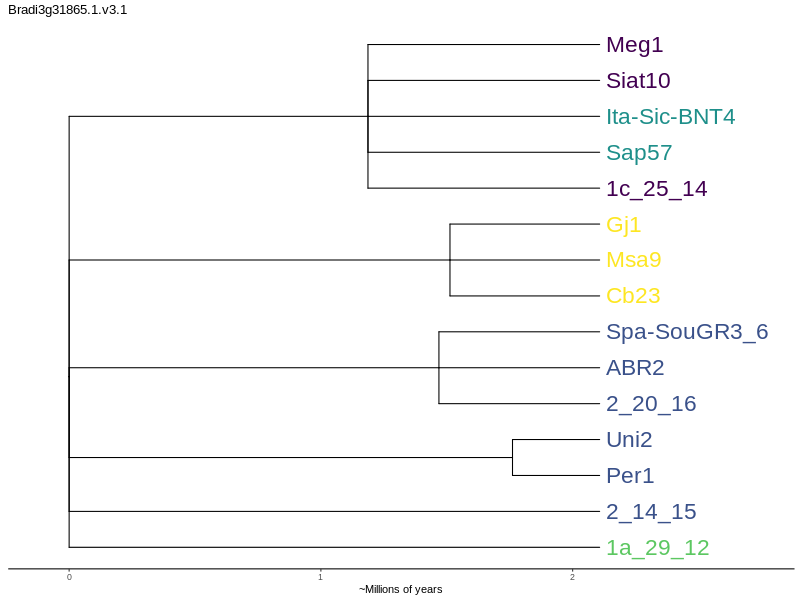 Bradi3g31865.1.v3.1
Meg1
Siat10
Ita-Sic-BNT4
Sap57
1c_25_14
Gj1
Msa9
Cb23
Spa-SouGR3_6
ABR2
2_20_16
Uni2
Per1
2_14_15
1a_29_12
0 1 2
~Millions of years